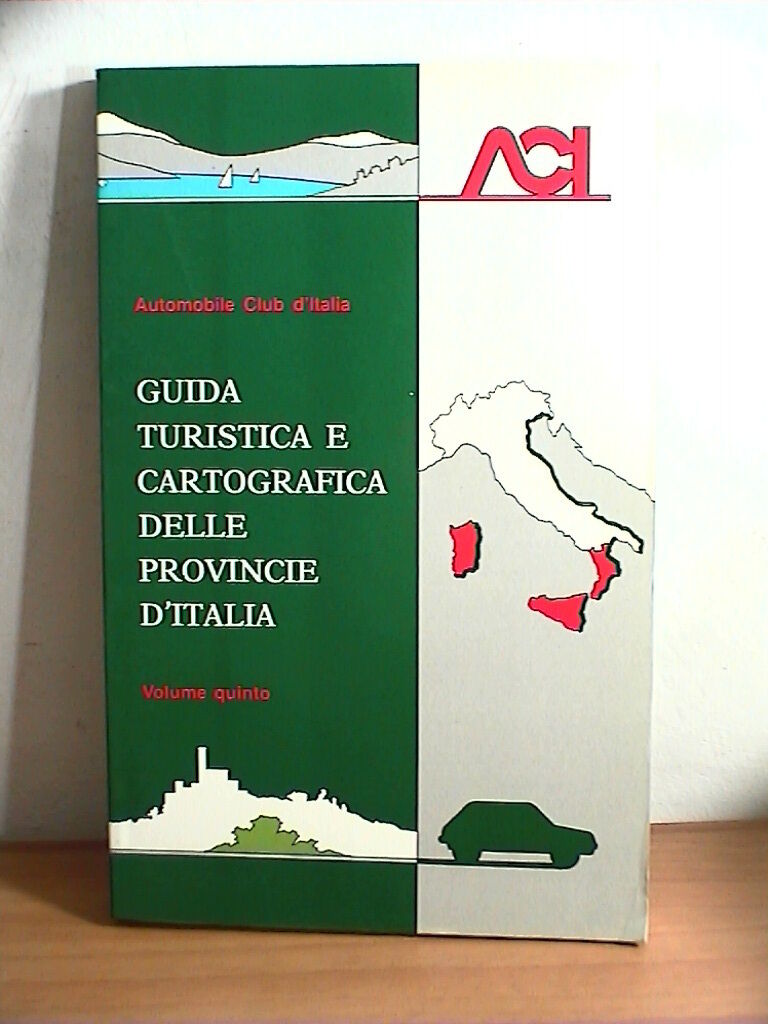 ACI
Automobile Club d'Italia
GUIDA
TURISTICA E
CARTOGRAFICA
DELLE
PROVINCIE
D'ITALIA
Volume quinto